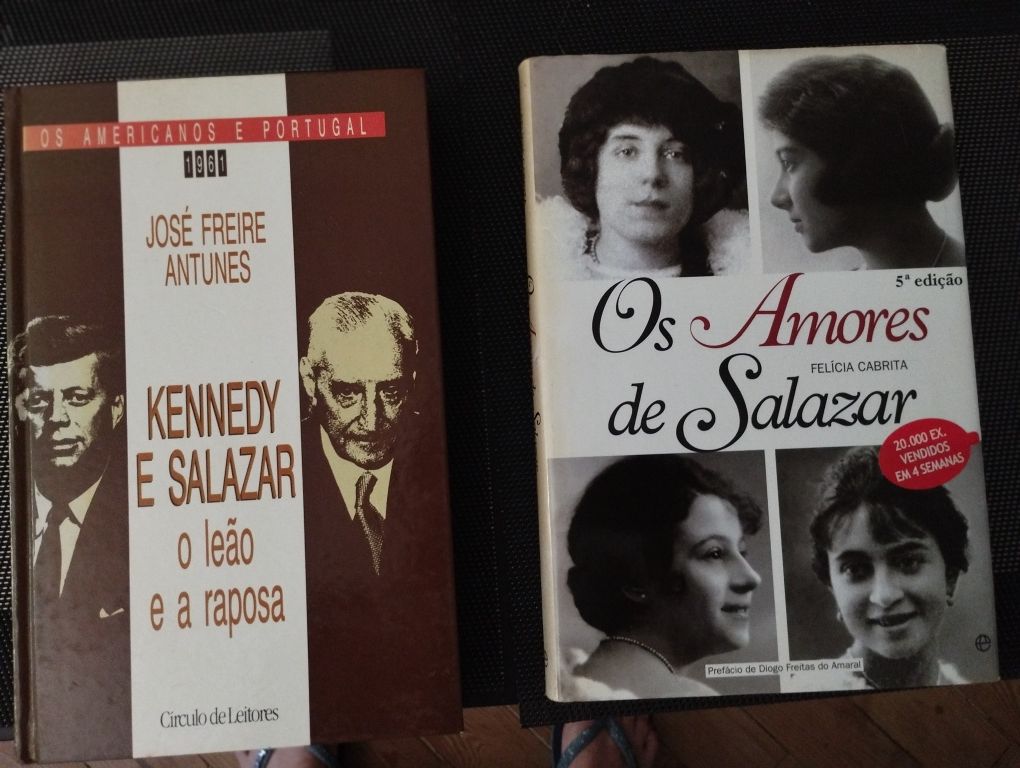 OS AMERICANOS E PORTUGAL
1961
JOSÉ FREIRE
ANTUNES
KENNEDY
E SALAZAR
o leão
e a raposa
Círculo de Leitores
5ª edição
Os Amores
FELÍCIA CABRITA
de Salazar
20.000 EX.
VENDIDOS
EM 4 SEMANAS
Prefácio de Diogo Freitas do Amaral